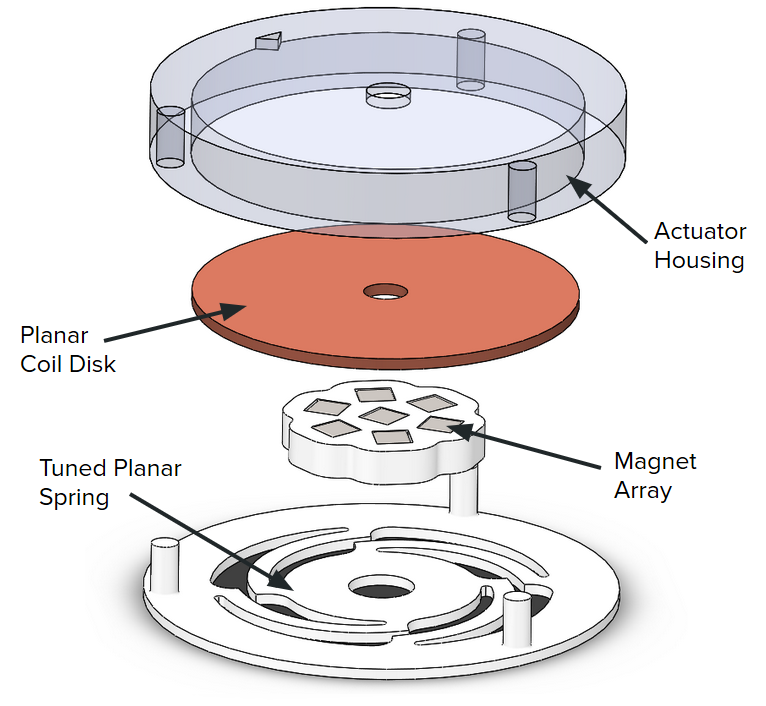 Actuator
Housing
Planar
Coil Disk
Magnet
Array
Tuned Planar
Spring